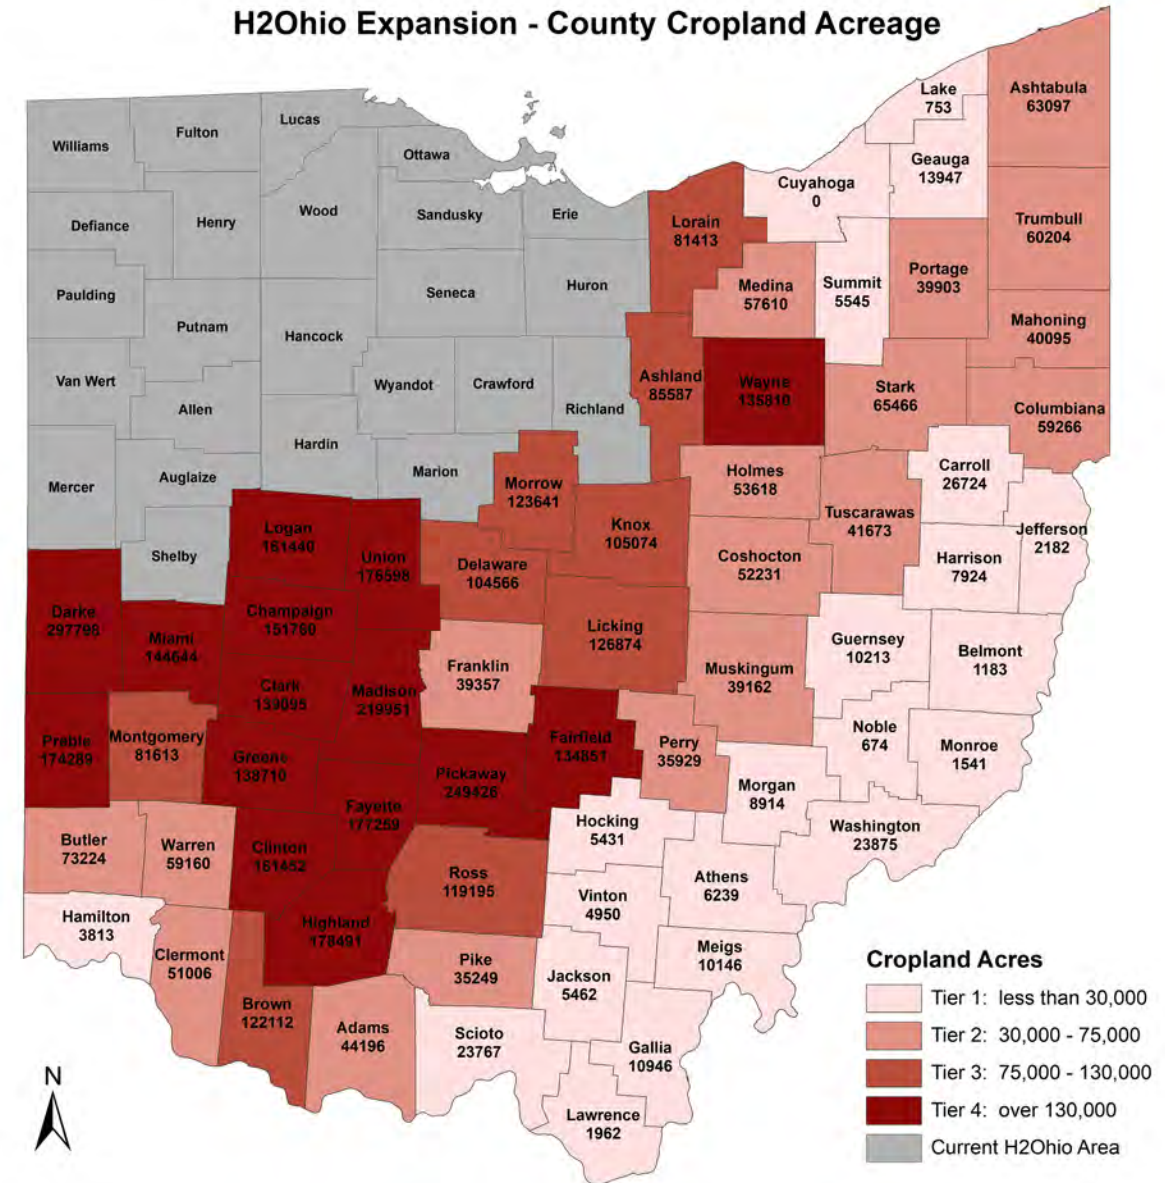 H2Ohio Expansion - County Cropland Acreage
Lake
753
Ashtabula
63097
Williams
Fulton
Lucas
Ottawa
Geauga
13947
Cuyahoga
0
Defiance
Henry
Wood
Sandusky
Erie
Lorain
81413
Trumbull
60204
Paulding
Putnam
Hancock
Seneca
Huron
Medina
57610
Summit
5545
Portage
39903
Mahoning
40095
Van Wert
Allen
Wyandot
Crawford
Richland
Ashland
85587
Wayne
135810
Stark
65466
Columbiana
59266
Mercer
Auglaize
Hardin
Marion
Morrow
123641
Holmes
53618
Carroll
26724
Shelby
Logan
161440
Union
176598
Delaware
104566
Knox
105074
Coshocton
52231
Tuscarawas
41673
Harrison
7924
Jefferson
2182
Darke
297798
Miami
144644
Champaign
151760
Licking
126874
Guernsey
10213
Belmont
1183
Clark
139095
Madison
219951
Franklin
39357
Muskingum
39162
Preble
174289
Montgomery
81613
Greene
138710
Pickaway
249426
Fairfield
134851
Perry
35929
Noble
674
Monroe
1541
Fayette
177259
Morgan
8914
Butler
73224
Warren
59160
Clinton
161452
Hocking
5431
Washington
23875
Ross
119195
Vinton
4950
Athens
6239
Hamilton
3813
Highland
178491
Clermont
51006
Pike
35249
Jackson
5462
Meigs
10146
Brown
122112
Adams
44196
Scioto
23767
Gallia
10946
Lawrence
1962
N
Cropland Acres
Tier 1: less than 30,000
Tier 2: 30,000 - 75,000
Tier 3: 75,000 - 130,000
Tier 4: over 130,000
Current H2Ohio Area